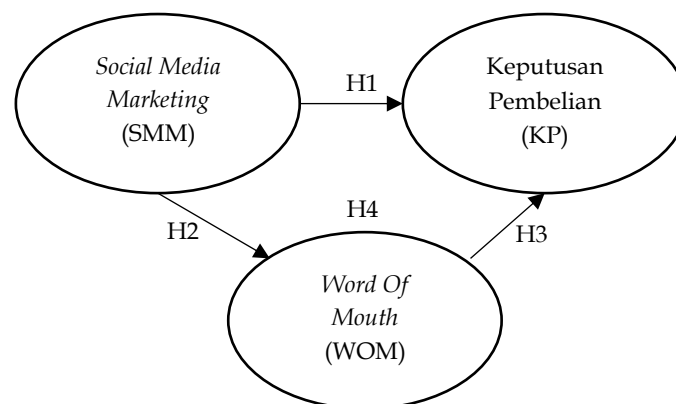 Social Media
Marketing
(SMM)
H1
Keputusan
Pembelian
(KP)
H2
H4
H3
Word Of
Mouth
(WOM)